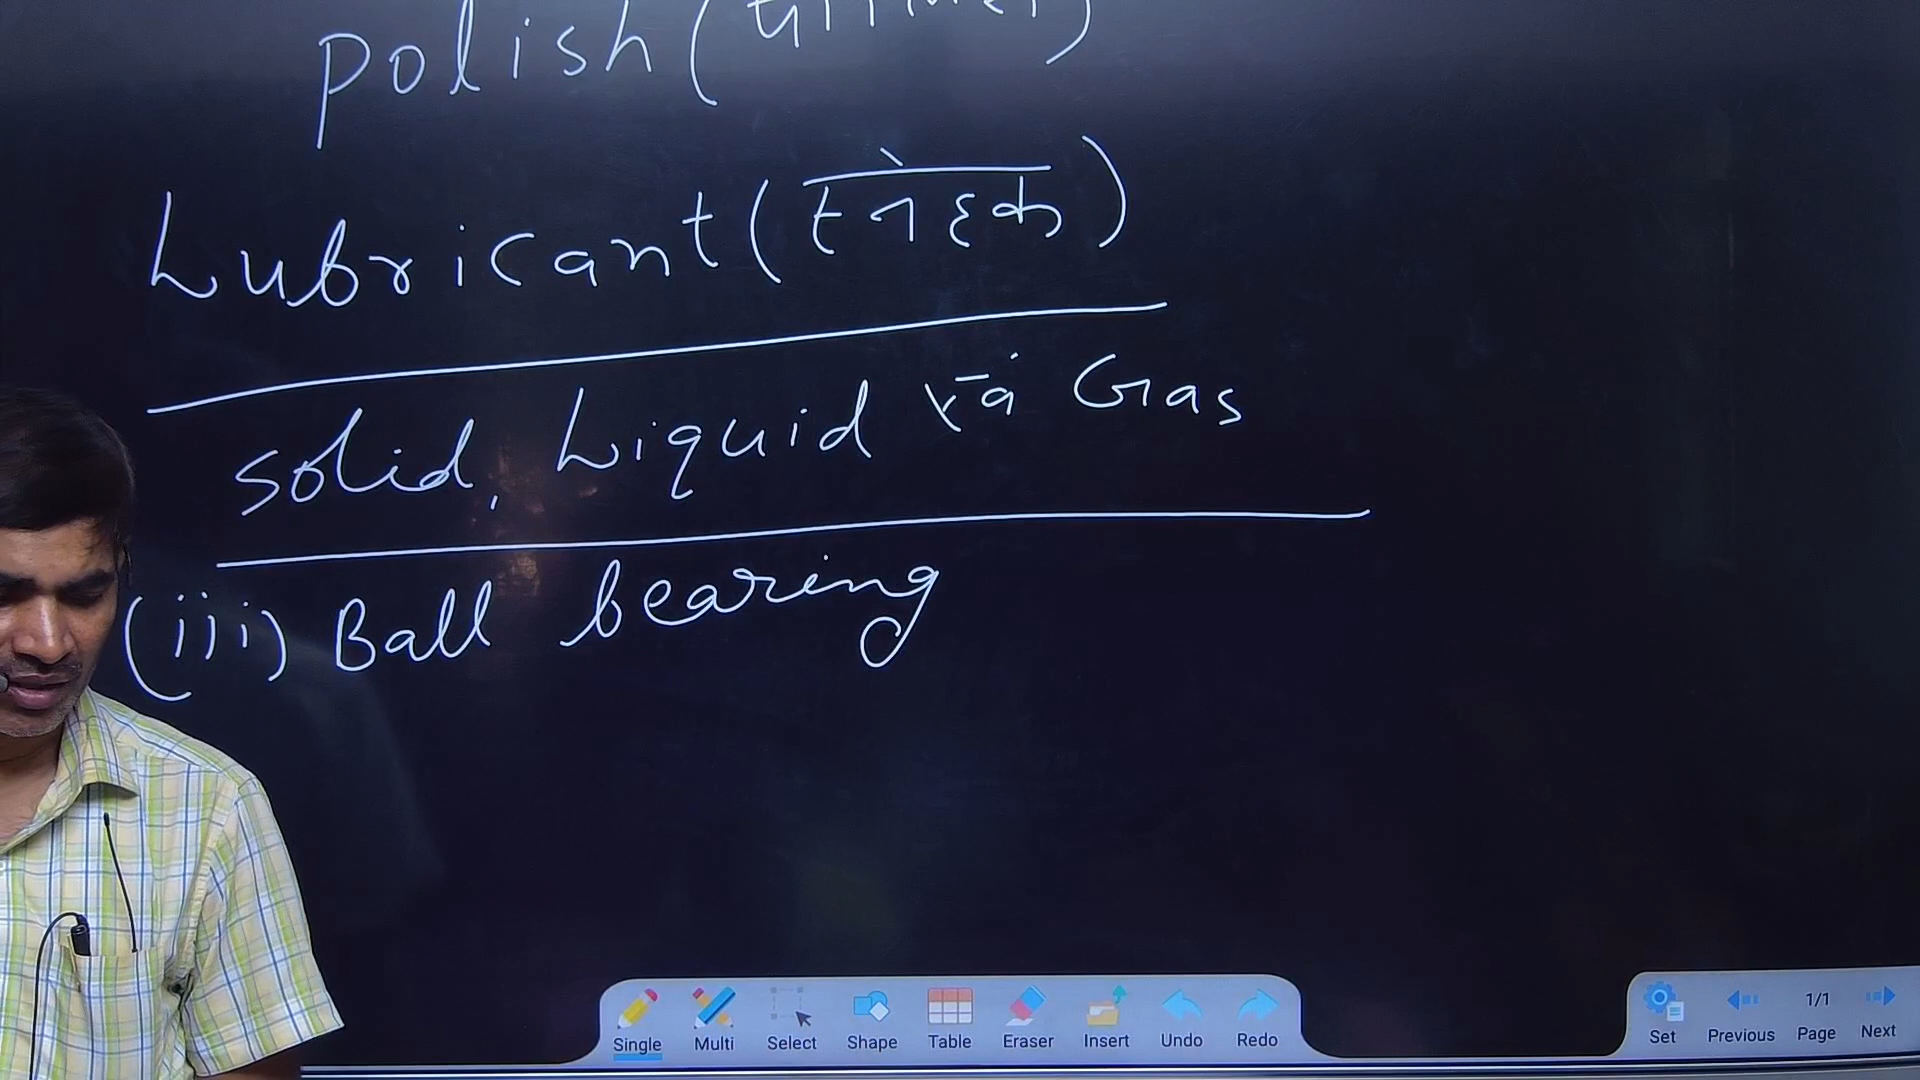 polish (
Lubricant (स्नेहक)
solid, Liquid एवं Gas
(iii) Ball bearing
Single Multi Select Shape Table Eraser Insert Undo Redo
Set Previous 1/1 Page Next